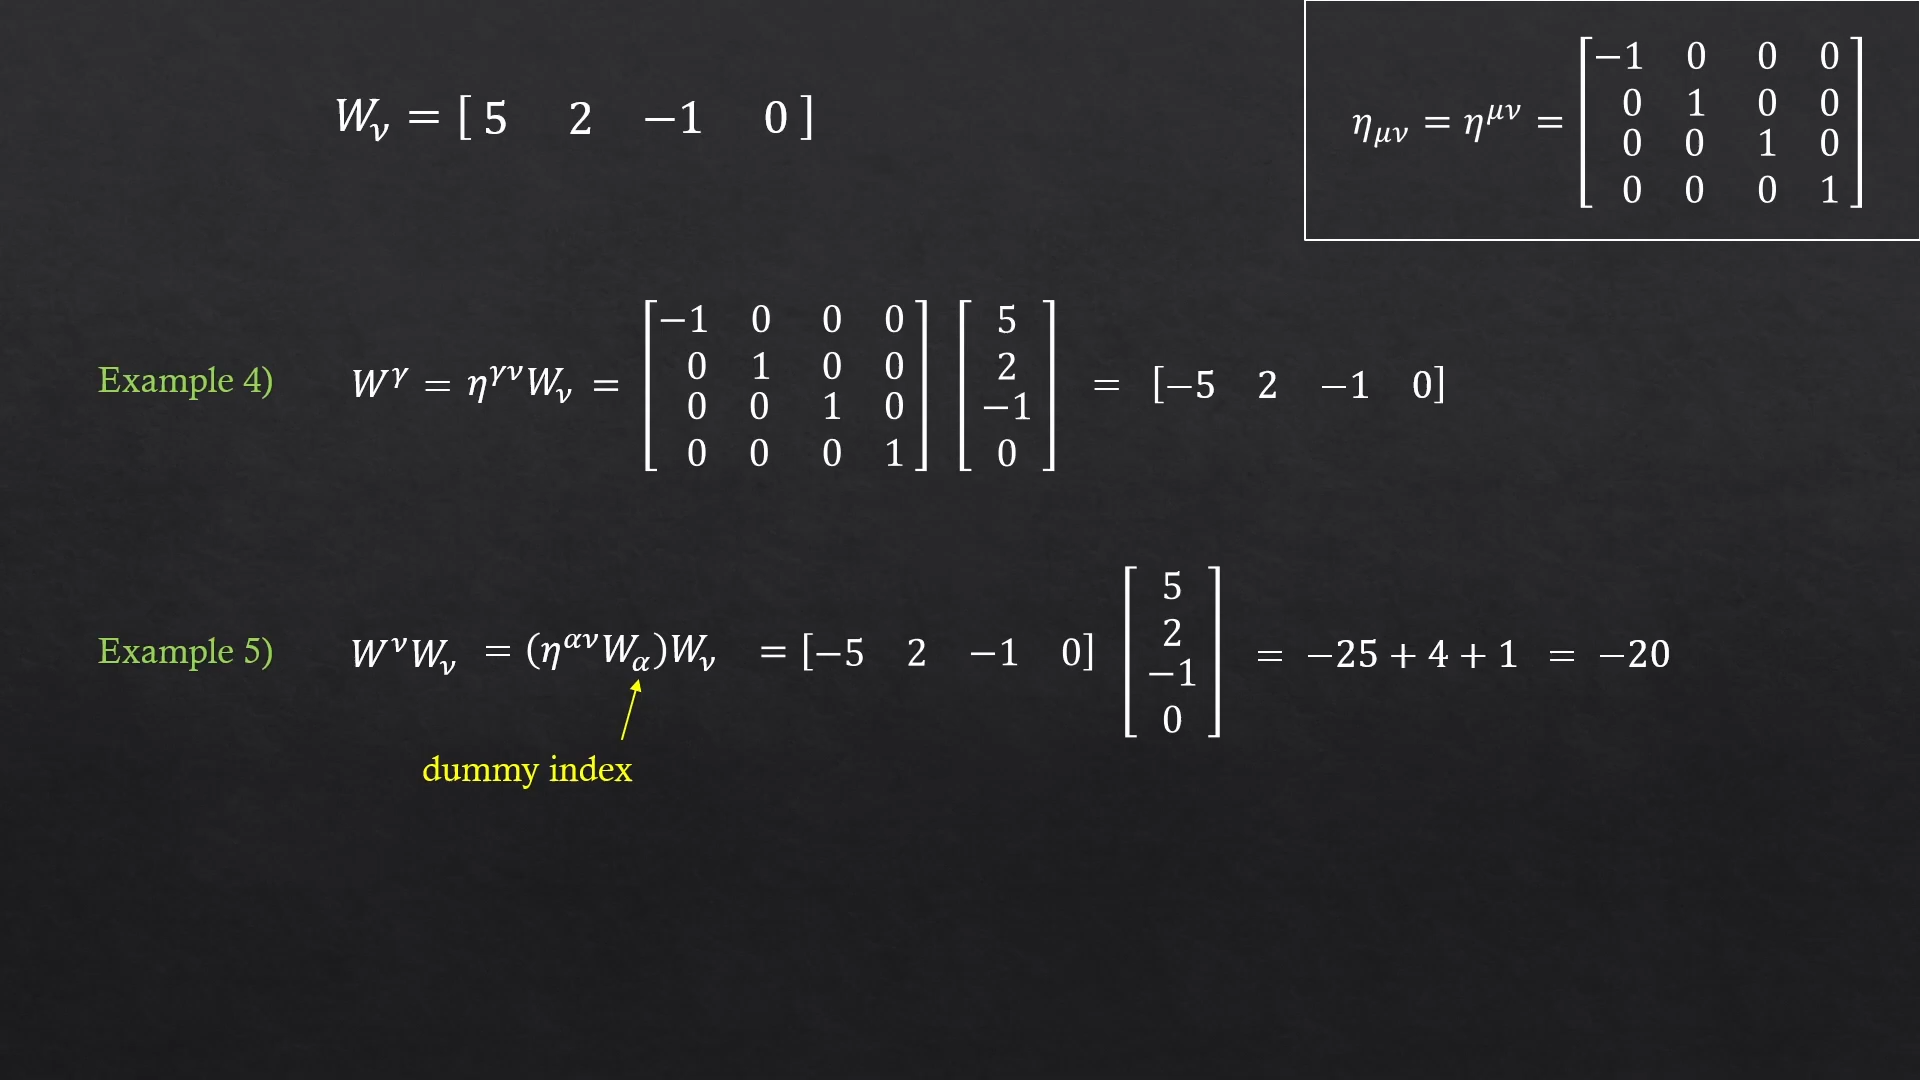 W_ν = [ 5 2 −1 0 ]
η_{μν} = η^{μν} = [−1 0 0 0
0 1 0 0
0 0 1 0
0 0 0 1]
Example 4) W^γ = η^{γν}W_ν = [−1 0 0 0
0 1 0 0
0 0 1 0
0 0 0 1] [5
2
−1
0] = [−5 2 −1 0]
Example 5) W^νW_ν = (η^{αν}W_α)W_ν = [−5 2 −1 0] [5
2
−1
0] = −25 + 4 + 1 = −20
dummy index